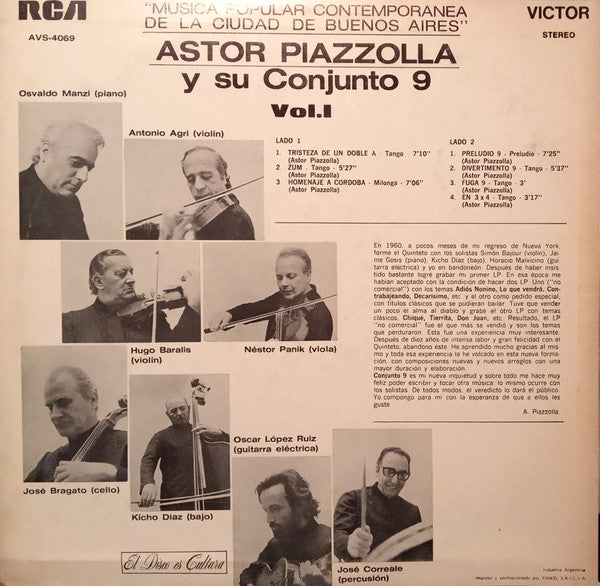 RCA
"MUSICA POPULAR CONTEMPORANEA
DE LA CIUDAD DE BUENOS AIRES"
VICTOR
AVS-4069
STEREO
ASTOR PIAZZOLLA
y su Conjunto 9
Vol.I
Osvaldo Manzi (piano)
Antonio Agri (violín)
LADO 1
1. TRISTEZA DE UN DOBLE A - Tango - 7'10"
(Astor Piazzolla)
2. ZUM - Tango - 5'27"
(Astor Piazzolla)
3 HOMENAJE A CORDOBA - Milonga - 7'06"
(Astor Piazzolla)
LADO 2
1. PRELUDIO 9 - Preludio - 7'25"
(Astor Piazzolla)
2. DIVERTIMENTO 9 - Tango - 5'37"
(Astor Piazzolla)
3. FUGA 9 - Tango - 3'
(Astor Piazzolla)
4. EN 3 x 4 - Tango - 3'17"
(Astor Piazzolla)
Hugo Baralis
(violín)
Néstor Panik (viola)
En 1960, a pocos meses de mi regreso de Nueva York,
forme el Quinteto con los solistas Simón Bajour (violín), Jai-
me Gosis (piano), Kicho Díaz (bajo), Horacio Malvicino (gui-
tarra eléctrica) y yo en bandoneón. Después de haber insis-
tido bastante logré grabar mi primer LP. En esa época me
habían aceptado con la condición de hacer dos LP. Uno ("no
comercial") con los temas Adiós Nonino, Lo que vendrá, Con-
trabajeando, Decarísimo, etc. y el otro como pedido especial,
con títulos clásicos que se pudieran bailar. Tuve que vender
un poco el alma al diablo y grabe el otro LP con temas
clásicos, Chiqué, Tierrita, Don Juan, etc. Resultado, el LP
"no comercial" fue el que más se vendió y son los temas
que perduraron. Esta fue una experiencia muy interesante.
Después de diez años de intensa labor y gran felicidad con el
Quinteto, abandono éste. He aprendido mucho gracias al mis-
mo y toda esa experiencia la he volcado en esta nueva forma-
ción, con composiciones nuevas y nuevos arreglos con una
mayor duración y elaboración.
Conjunto 9 es mi nueva inquietud y sobre todo me hace muy
feliz poder escribir y tocar otra música: lo mismo ocurre con
los solistas. De todos modos, el veredicto lo dará el público.
Yo compongo para mí con la esperanza de que a ellos les
guste
A. Piazzolla.
José Bragato (cello)
Kicho Díaz (bajo)
Oscar López Ruiz
(guitarra eléctrica)
José Correale
(percusión)
El Disco es Cultura
Industria Argentina
Impreso y confeccionado por FINKEL S.A.I.S. y A.